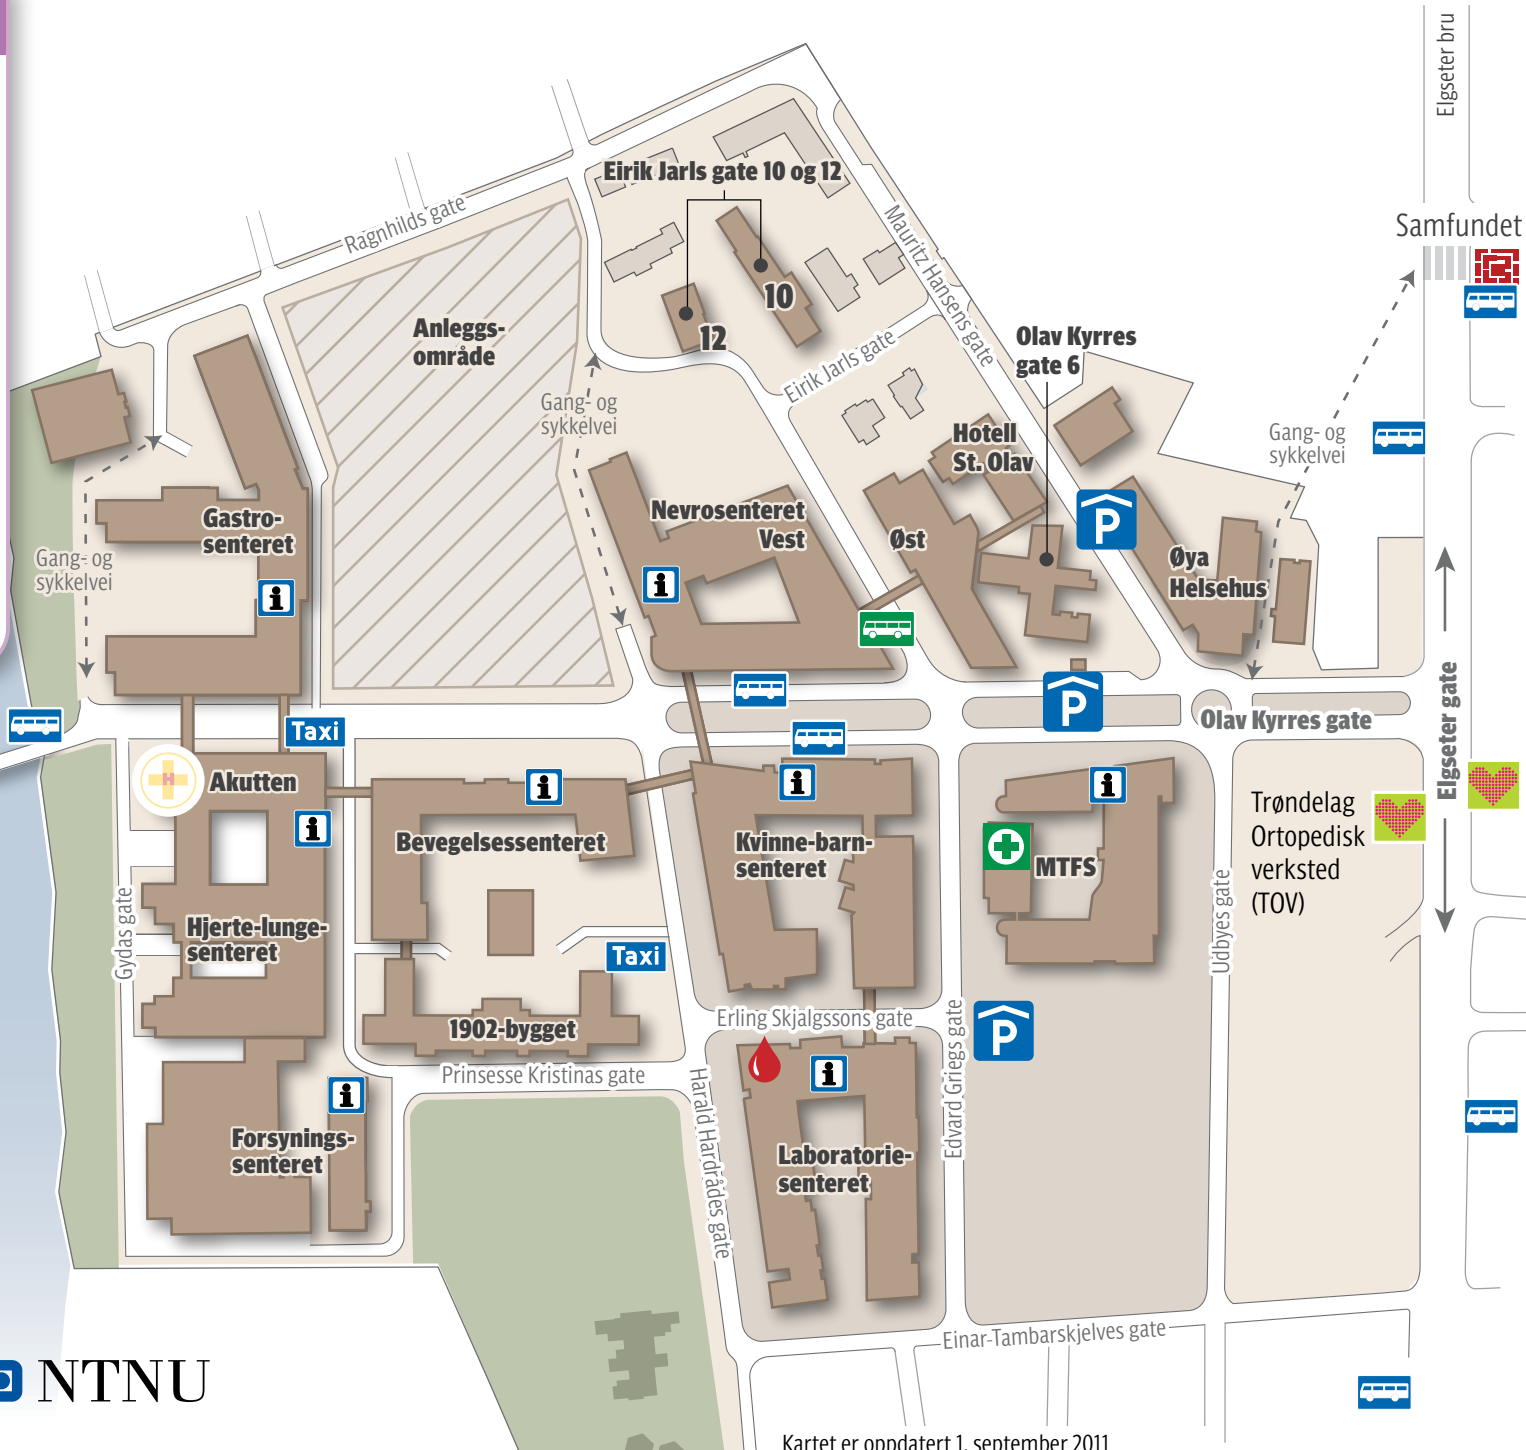 Elgseter bru
Samfundet
Eirik Jarls gate 10 og 12
Mauritz Hansens gate
Ragnhilds gate
10
12
Anleggs-
område
Eirik Jarls gate
Olav Kyrres
gate 6
Gang- og
sykkelvei
Gang- og
sykkelvei
Hotell
St. Olav
Gastro-
senteret
Nevrosenteret
Vest
Øst
P
Gang- og
sykkelvei
Øya
Helsehus
i
i
Taxi
P
Olav Kyrres gate
Elgseter gate
H
Akutten
i
i
i
i
Bevegelsessenteret
Kvinne-barn-
senteret
MTFS
Trøndelag
Ortopedisk
verksted
(TOV)
Gydas gate
Hjerte-lunge-
senteret
Taxi
Udbyes gate
1902-bygget
Erling Skjalgssons gate
P
Edvard Griegs gate
Prinsesse Kristinas gate
i
i
Harald Hardrådes gate
Forsynings-
senteret
Laboratorie-
senteret
Einar-Tambarskjelves gate
NTNU
Kartet er oppdatert 1. september 2011